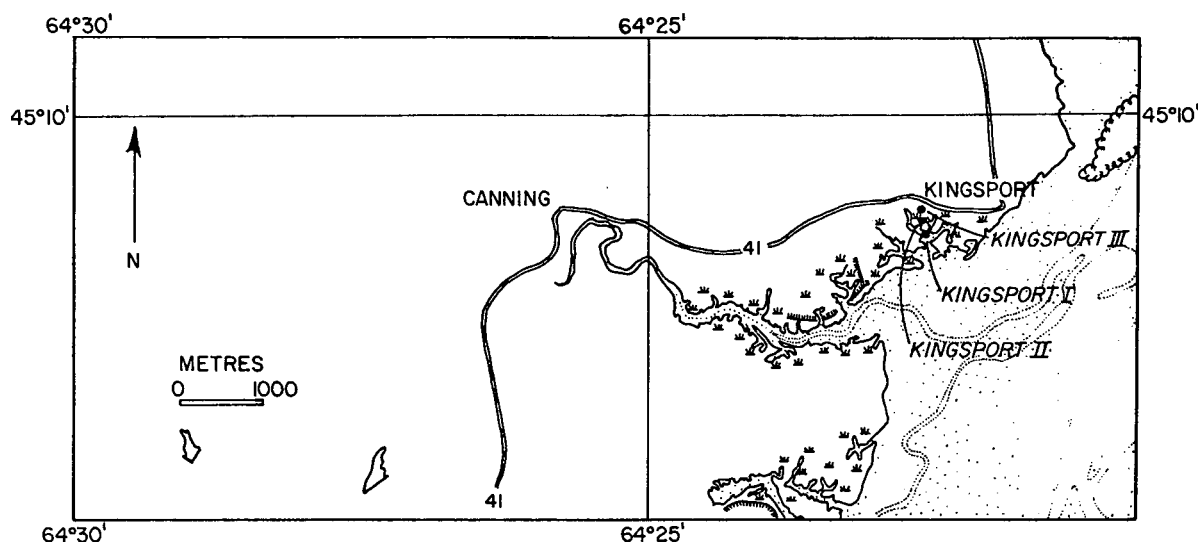 64°30'
64°25'
45°10'
45°10'
CANNING
KINGSPORT
KINGSPORT III
N
41
KINGSPORT I
KINGSPORT II
METRES
0 1000
41
64°30'
64°25'